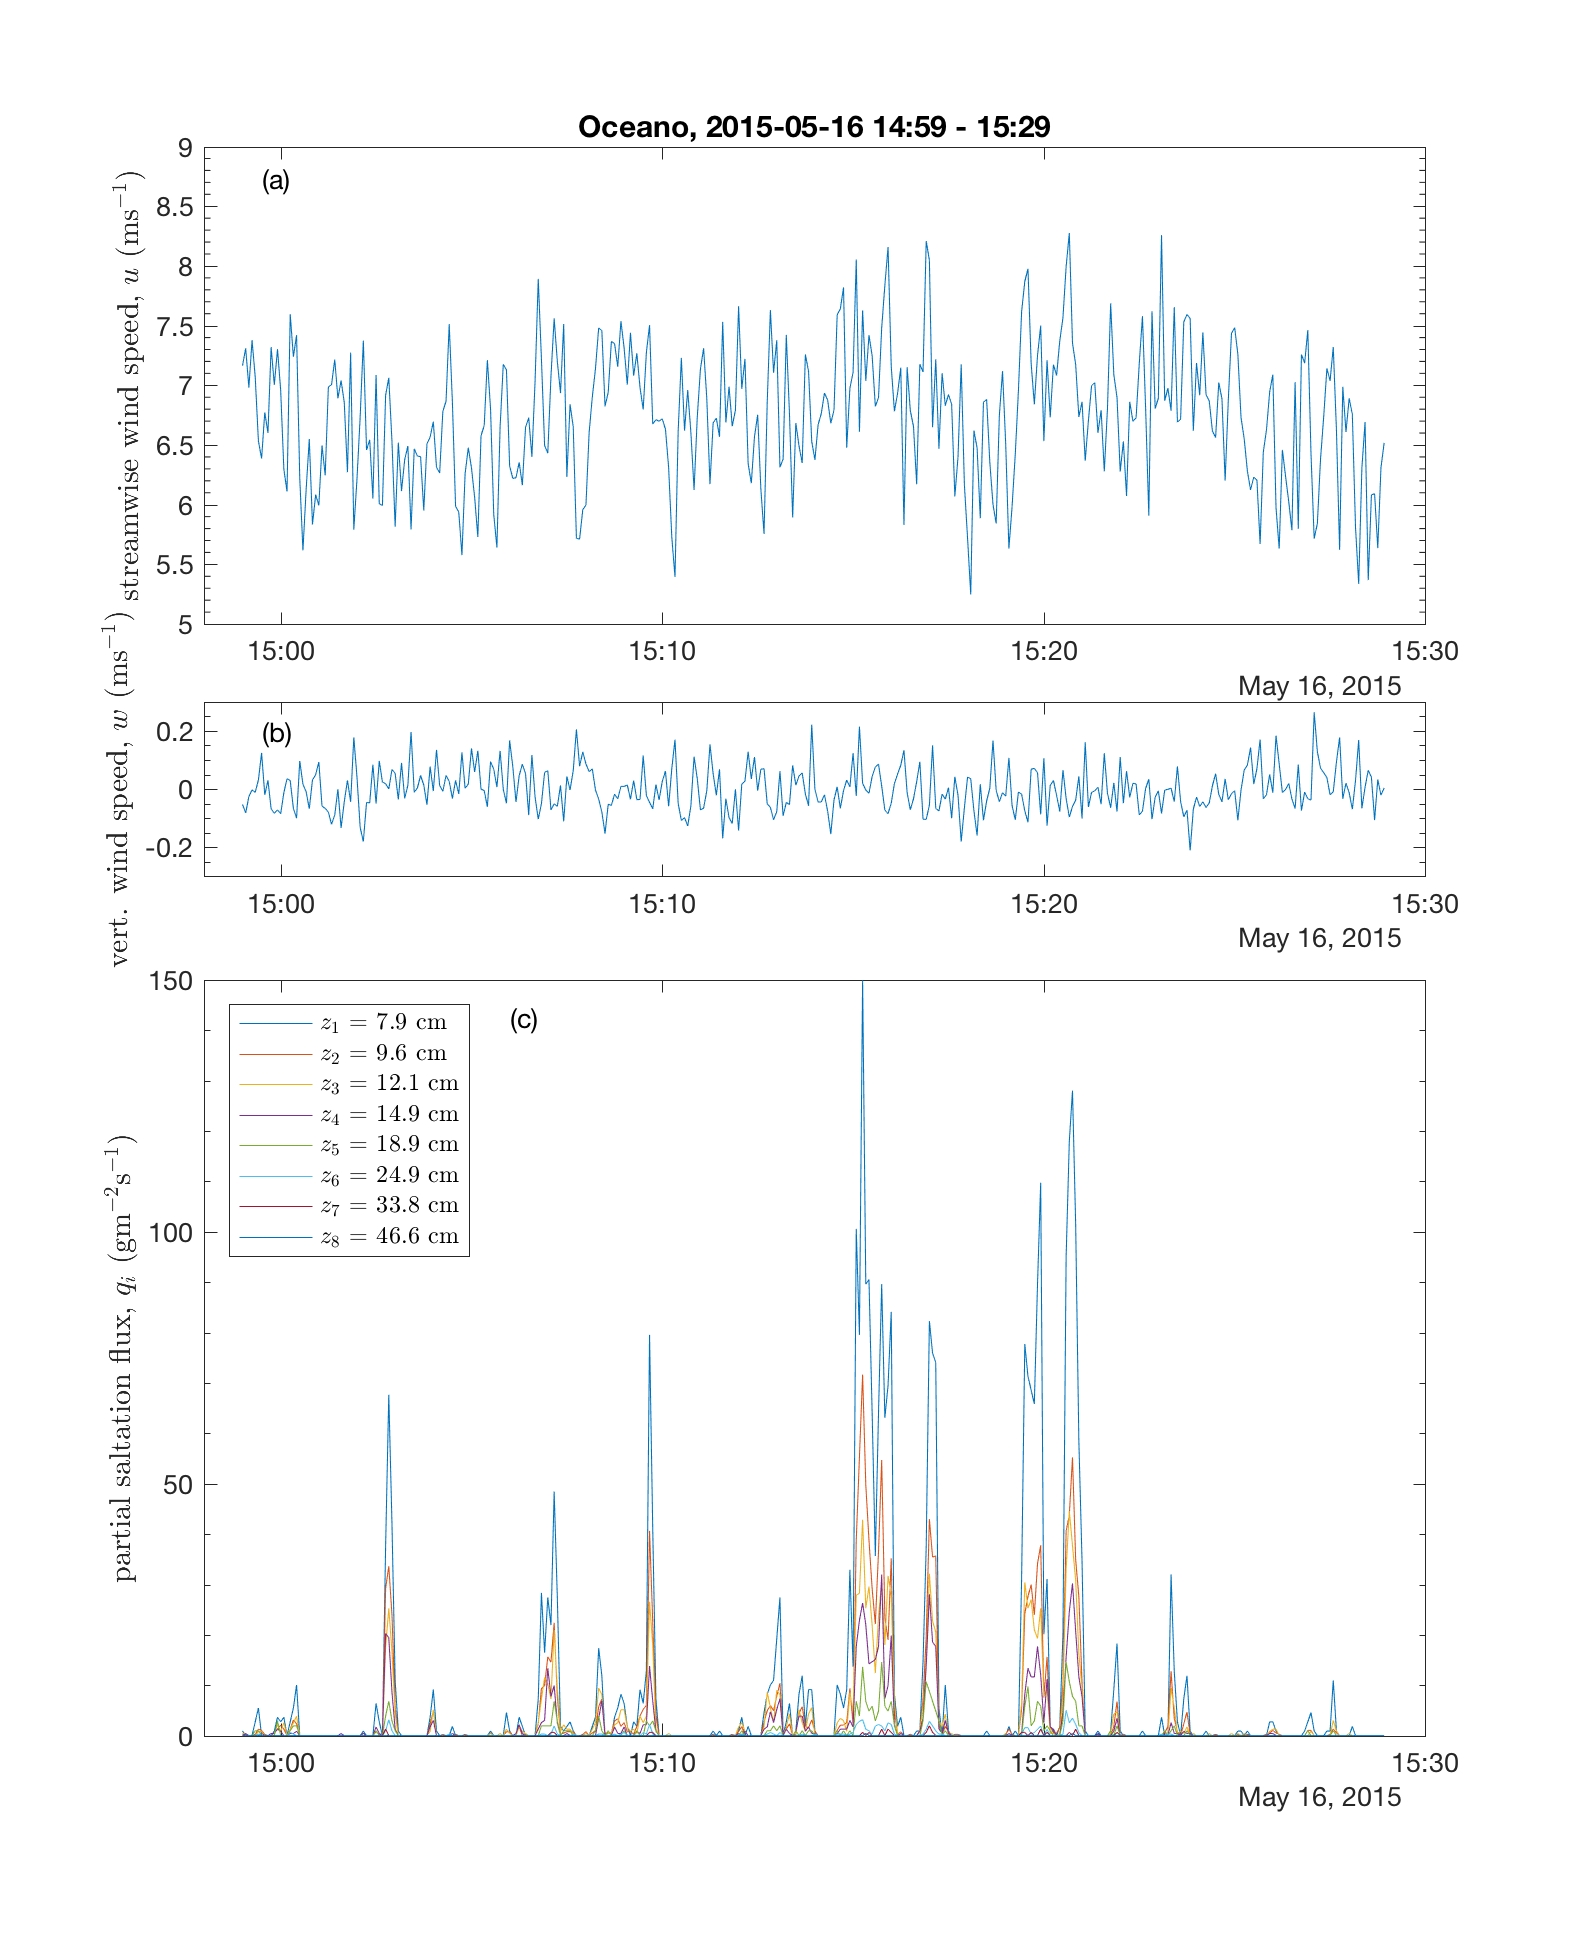 Oceano, 2015-05-16 14:59 - 15:29
(a)
streamwise wind speed, u (ms⁻¹)
9
8.5
8
7.5
7
6.5
6
5.5
5
15:00 15:10 15:20 15:30
May 16, 2015
(b)
vert. wind speed, w (ms⁻¹)
0.2
0
-0.2
15:00 15:10 15:20 15:30
May 16, 2015
(c)
partial saltation flux, qᵢ (gm⁻²s⁻¹)
150
100
50
0
z₁ = 7.9 cm
z₂ = 9.6 cm
z₃ = 12.1 cm
z₄ = 14.9 cm
z₅ = 18.9 cm
z₆ = 24.9 cm
z₇ = 33.8 cm
z₈ = 46.6 cm
15:00 15:10 15:20 15:30
May 16, 2015